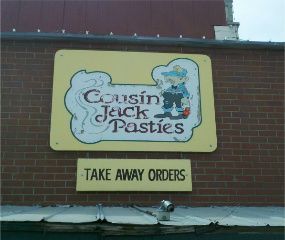 Cousin
Jack
Pasties
TAKE AWAY ORDERS